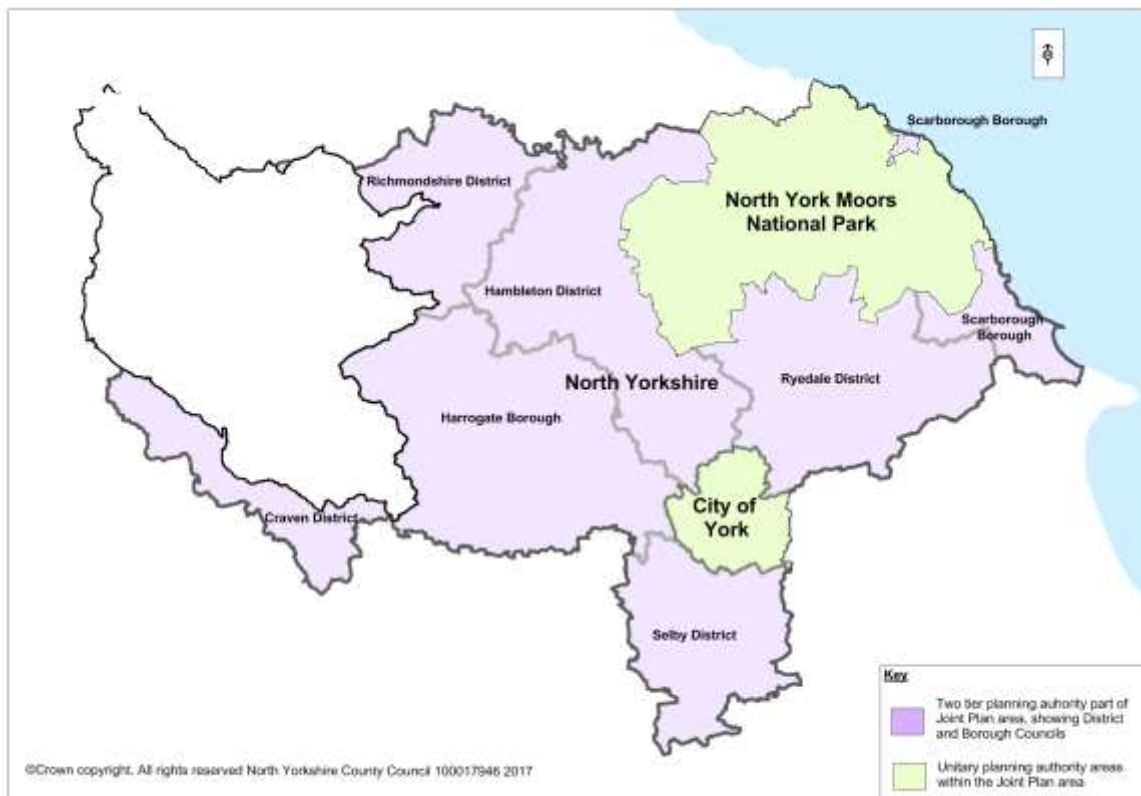 Scarborough Borough
Richmondshire District
North York Moors
National Park
Hambleton District
Scarborough
Borough
North Yorkshire
Ryedale District
Harrogate Borough
City of
York
Craven District
Selby District
Key
Two tier planning auhority part of
Joint Plan area, showing District
and Borough Councils
Unitary planning authority areas
within the Joint Plan area
©Crown copyright. All rights reserved North Yorkshire County Council 100017946 2017